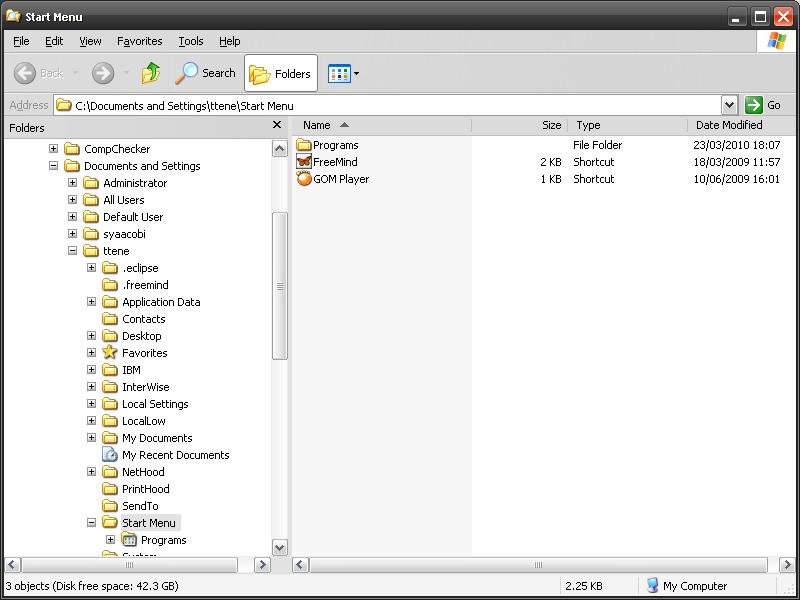 Start Menu
File Edit View Favorites Tools Help
Back Search Folders
Address C:\Documents and Settings\ttene\Start Menu Go
Folders
Name Size Type Date Modified
CompChecker
Documents and Settings
Administrator
All Users
Default User
syaacobi
ttene
.eclipse
.freemind
Application Data
Contacts
Desktop
Favorites
IBM
InterWise
Local Settings
LocalLow
My Documents
My Recent Documents
NetHood
PrintHood
SendTo
Start Menu
Programs
Programs File Folder 23/03/2010 18:07
FreeMind 2 KB Shortcut 18/03/2009 11:57
GOM Player 1 KB Shortcut 10/06/2009 16:01
3 objects (Disk free space: 42.3 GB) 2.25 KB My Computer